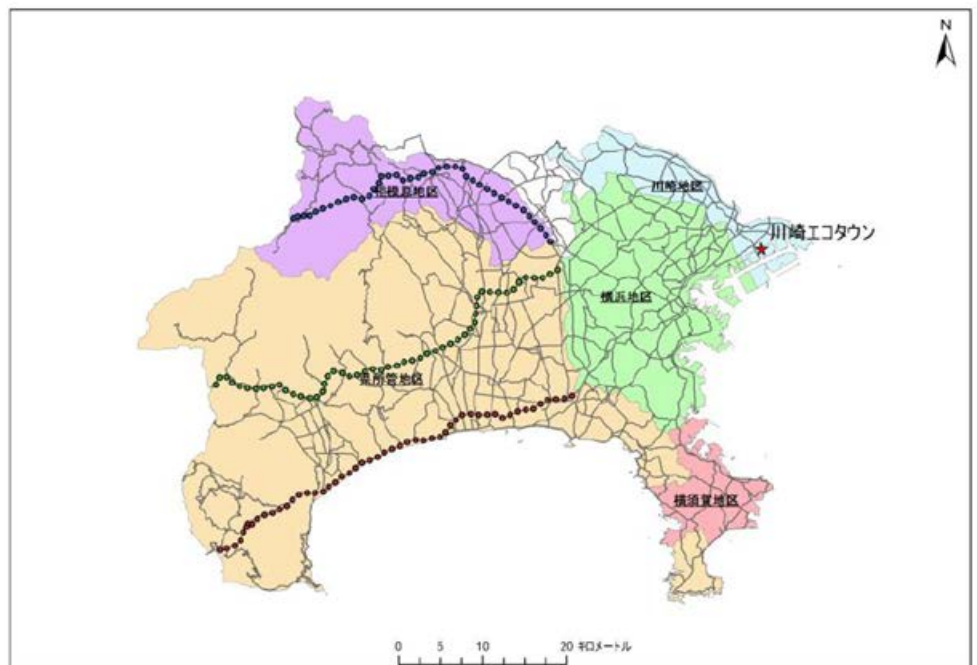 N
相模原地区
川崎地区
川崎エコタウン
横浜地区
県所管地区
横須賀地区
0 5 10 20 キロメートル